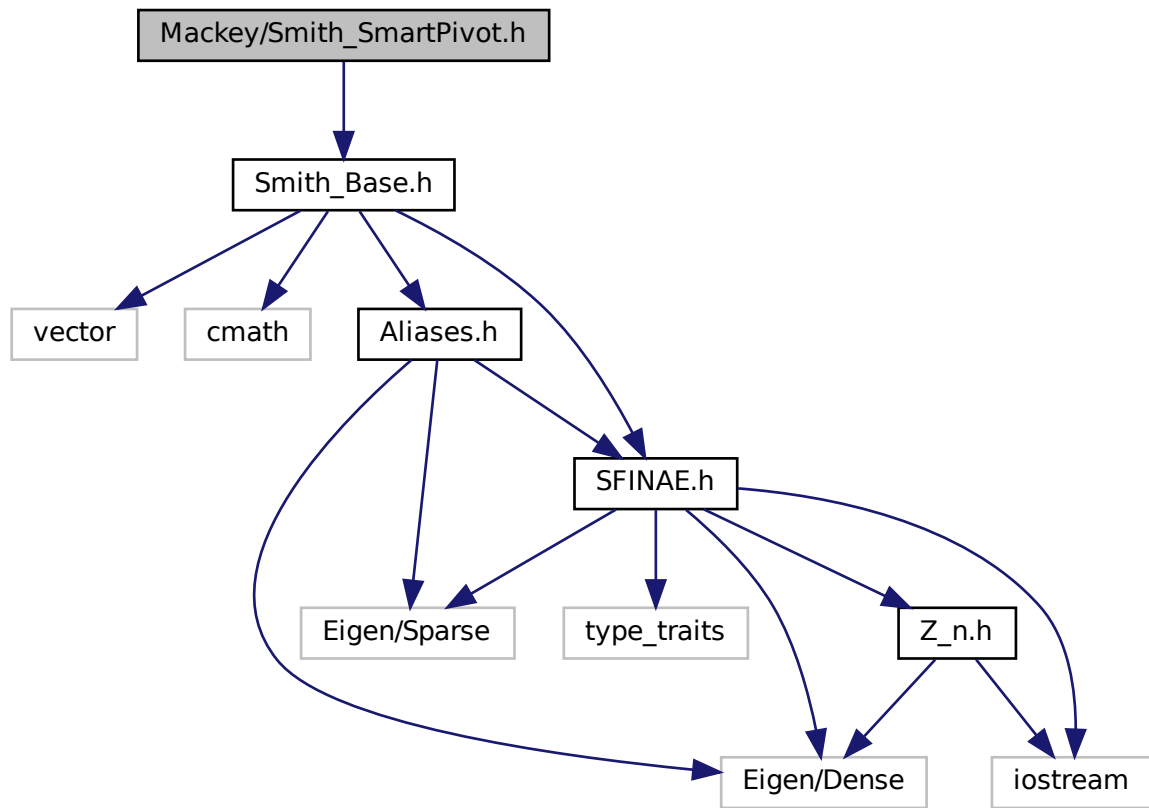 Mackey/Smith_SmartPivot.h
Smith_Base.h
vector
cmath
Aliases.h
SFINAE.h
Eigen/Sparse
type_traits
Z_n.h
Eigen/Dense
iostream